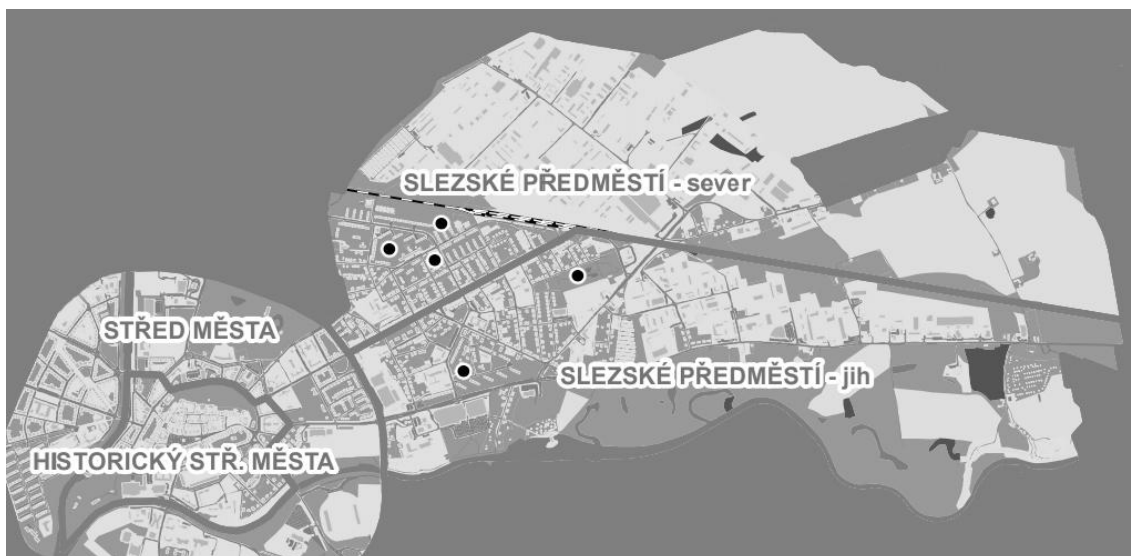 SLEZSKÉ PŘEDMĚSTÍ - sever
STŘED MĚSTA
SLEZSKÉ PŘEDMĚSTÍ - jih
HISTORICKÝ STŘ. MĚSTA